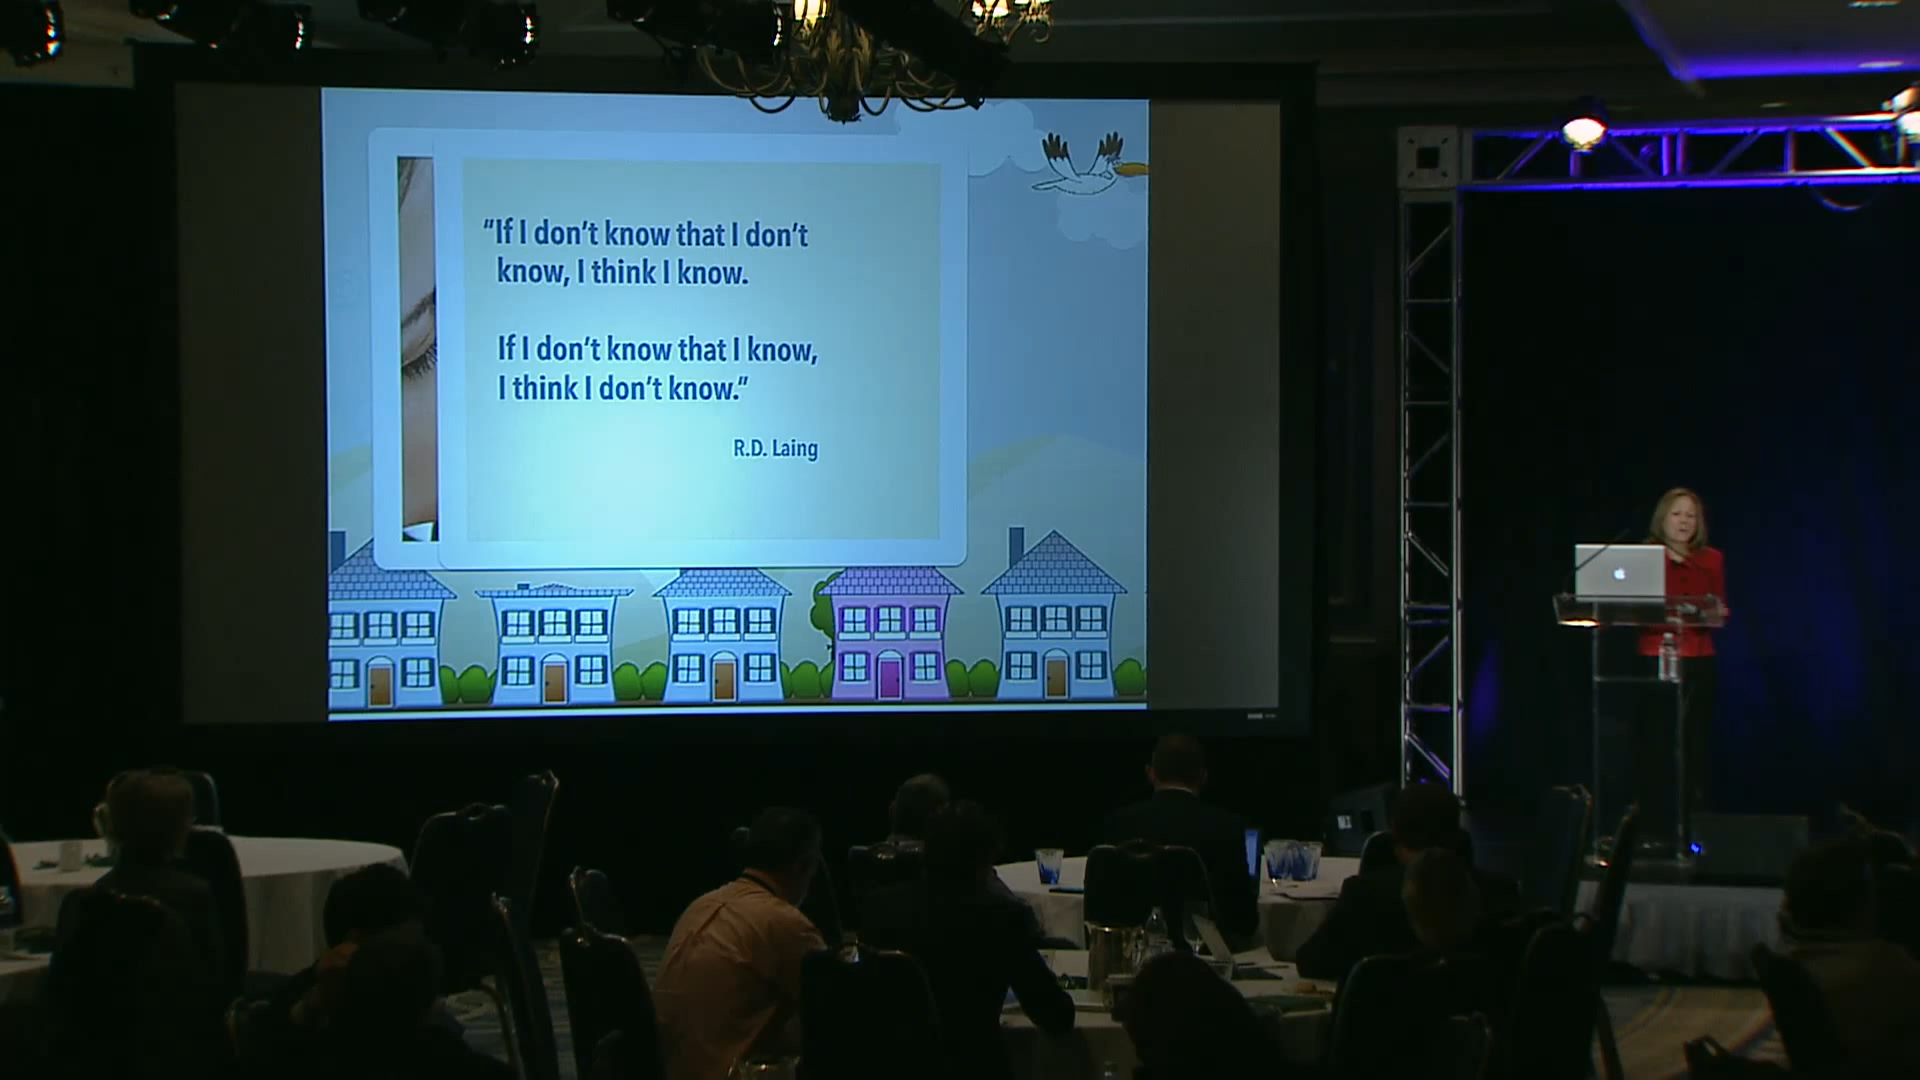 “If I don’t know that I don’t
know, I think I know.
If I don’t know that I know,
I think I don’t know.”
R.D. Laing